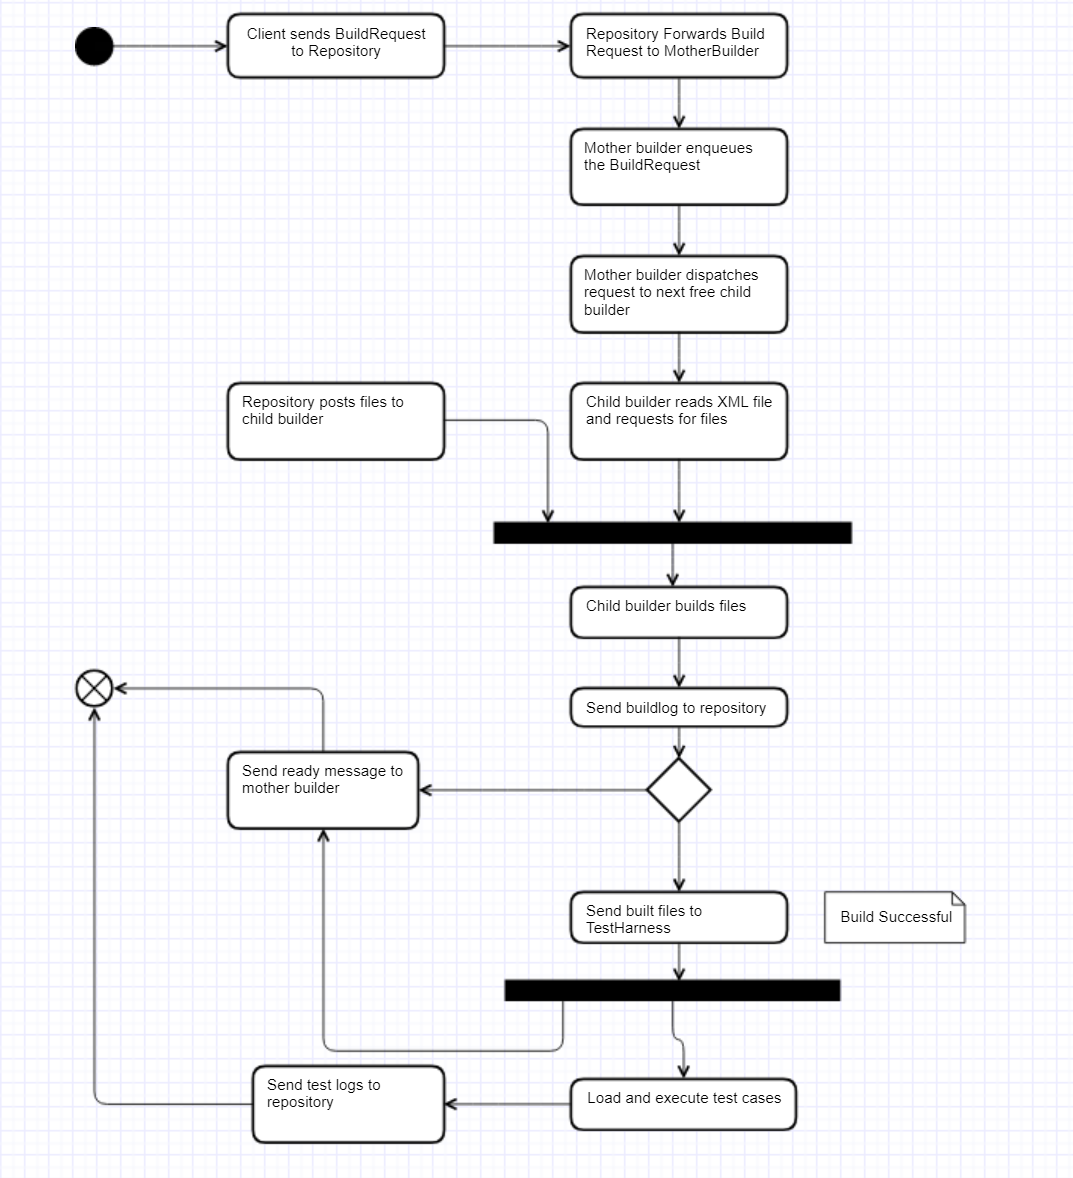 Client sends BuildRequest
to Repository
Repository Forwards Build
Request to MotherBuilder
Mother builder enqueues
the BuildRequest
Mother builder dispatches
request to next free child
builder
Repository posts files to
child builder
Child builder reads XML file
and requests for files
Child builder builds files
Send buildlog to repository
Send ready message to
mother builder
Send built files to
TestHarness
Build Successful
Send test logs to
repository
Load and execute test cases